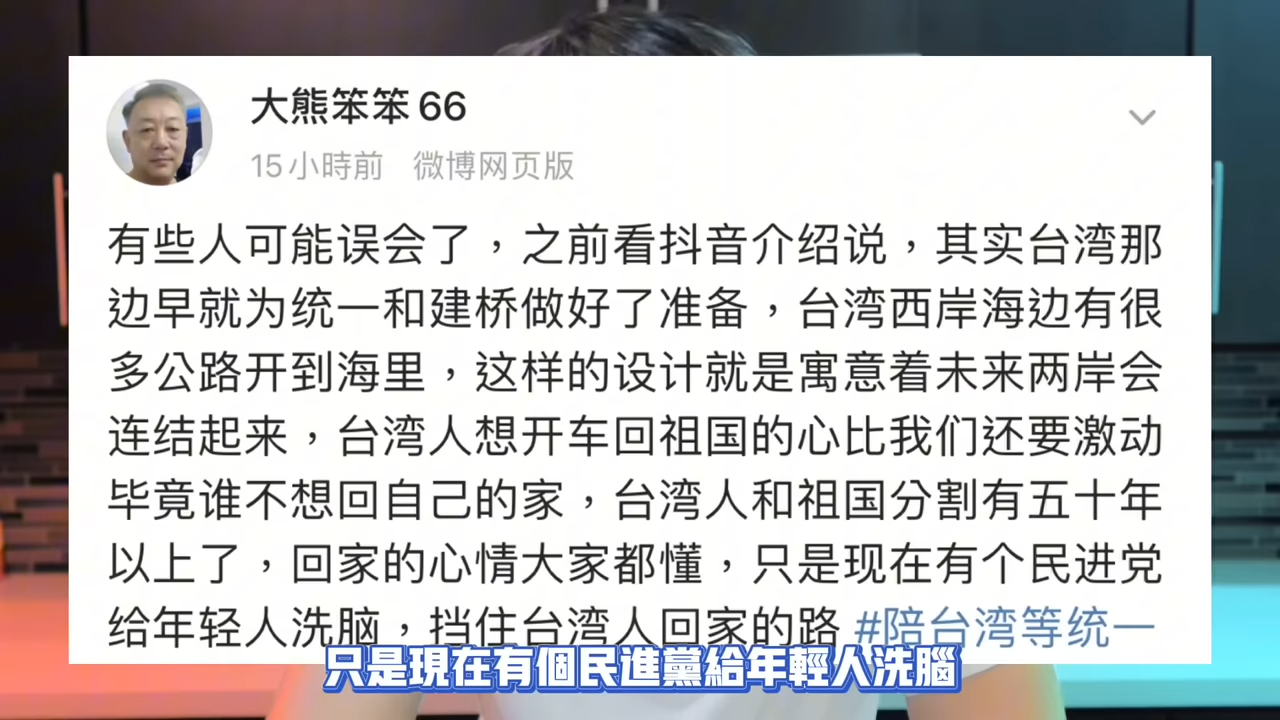 大熊笨笨66
15小時前 微博网页版
有些人可能误会了，之前看抖音介绍说，其实台湾那
边早就为统一和建桥做好了准备，台湾西岸海边有很
多公路开到海里，这样的设计就是寓意着未来两岸会
连结起来，台湾人想开车回祖国的心比我们还要激动
毕竟谁不想回自己的家，台湾人和祖国分割有五十年
以上了，回家的心情大家都懂，只是现在有个民进党
给年轻人洗脑，挡住台湾人回家的路 #陪台湾等统一
只是現在有個民進黨給年輕人洗腦